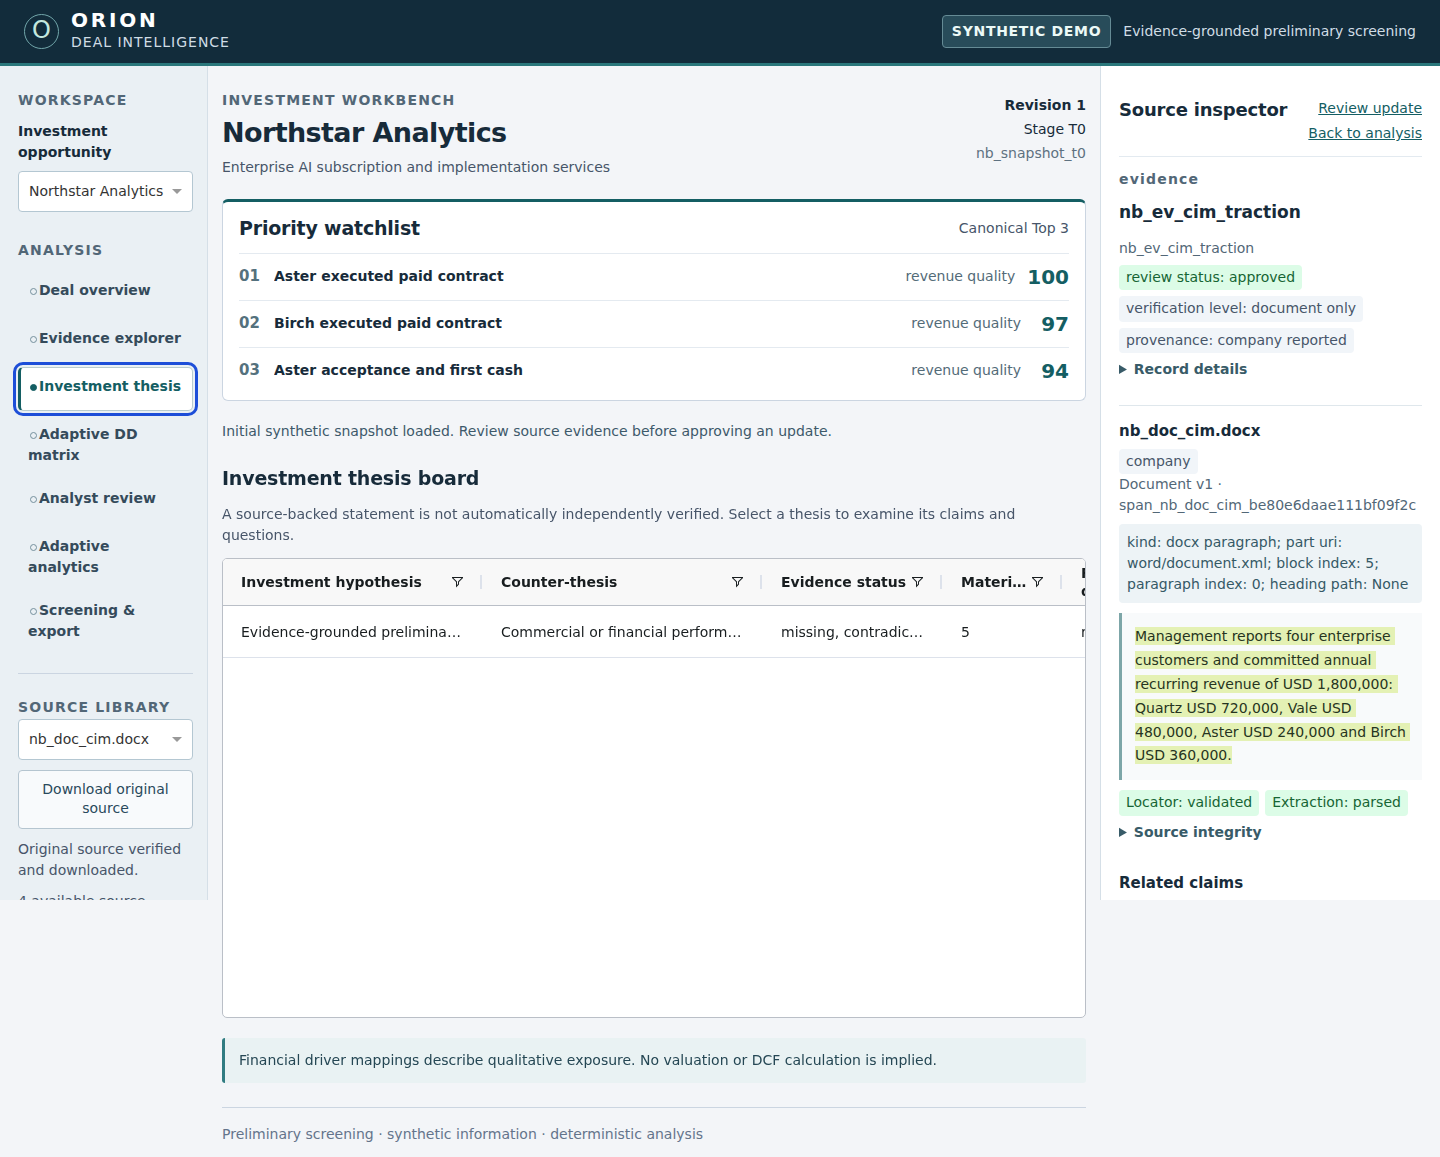 O
ORION
DEAL INTELLIGENCE
SYNTHETIC DEMO
Evidence-grounded preliminary screening
WORKSPACE
Investment
opportunity
Northstar Analytics
ANALYSIS
Deal overview
Evidence explorer
Investment thesis
Adaptive DD
matrix
Analyst review
Adaptive
analytics
Screening &
export
SOURCE LIBRARY
nb_doc_cim.docx
Download original
source
Original source verified
and downloaded.
4 available source
INVESTMENT WORKBENCH
Northstar Analytics
Enterprise AI subscription and implementation services
Revision 1
Stage T0
nb_snapshot_t0
Priority watchlist
Canonical Top 3
01 Aster executed paid contract revenue quality 100
02 Birch executed paid contract revenue quality 97
03 Aster acceptance and first cash revenue quality 94
Initial synthetic snapshot loaded. Review source evidence before approving an update.
Investment thesis board
A source-backed statement is not automatically independently verified. Select a thesis to examine its claims and
questions.
Investment hypothesis Counter-thesis Evidence status Materi…
Evidence-grounded prelimina… Commercial or financial perform… missing, contradic… 5
Financial driver mappings describe qualitative exposure. No valuation or DCF calculation is implied.
Preliminary screening · synthetic information · deterministic analysis
Source inspector
Review update
Back to analysis
evidence
nb_ev_cim_traction
nb_ev_cim_traction
review status: approved
verification level: document only
provenance: company reported
Record details
nb_doc_cim.docx
company
Document v1 ·
span_nb_doc_cim_be80e6daae111bf09f2c
kind: docx paragraph; part uri:
word/document.xml; block index: 5;
paragraph index: 0; heading path: None
Management reports four enterprise
customers and committed annual
recurring revenue of USD 1,800,000:
Quartz USD 720,000, Vale USD
480,000, Aster USD 240,000 and Birch
USD 360,000.
Locator: validated
Extraction: parsed
Source integrity
Related claims